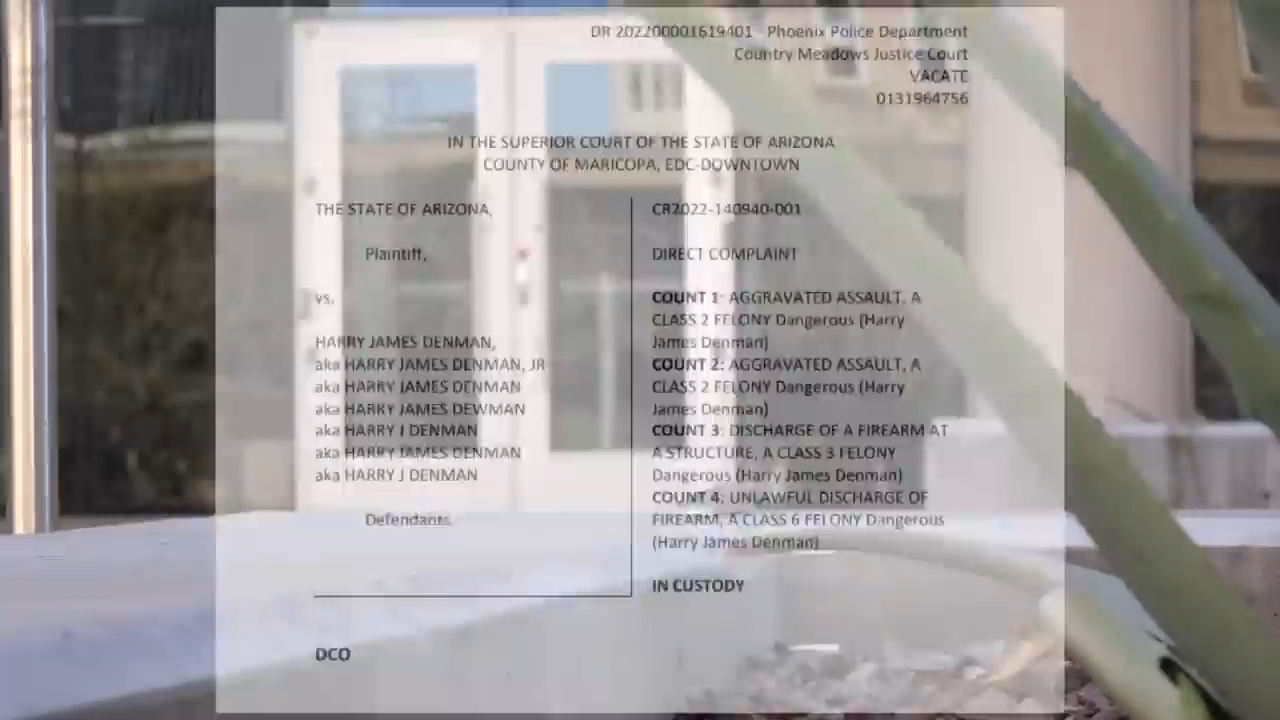 DR 202200001619401 - Phoenix Police Department
Country Meadows Justice Court
VACATE
0131964756
IN THE SUPERIOR COURT OF THE STATE OF ARIZONA
COUNTY OF MARICOPA, EDC-DOWNTOWN
THE STATE OF ARIZONA,
Plaintiff,
vs.
HARRY JAMES DENMAN,
aka HARRY JAMES DENMAN, JR
aka HARRY JAMES DENMAN
aka HARRY JAMES DEWMAN
aka HARRY J DENMAN
aka HARRY JAMES DENMAN
aka HARRY J DENMAN
Defendants.
CR2022-140940-001
DIRECT COMPLAINT
COUNT 1: AGGRAVATED ASSAULT, A
CLASS 2 FELONY Dangerous (Harry
James Denman)
COUNT 2: AGGRAVATED ASSAULT, A
CLASS 2 FELONY Dangerous (Harry
James Denman)
COUNT 3: DISCHARGE OF A FIREARM AT
A STRUCTURE, A CLASS 3 FELONY
Dangerous (Harry James Denman)
COUNT 4: UNLAWFUL DISCHARGE OF
FIREARM, A CLASS 6 FELONY Dangerous
(Harry James Denman)
IN CUSTODY
DCO